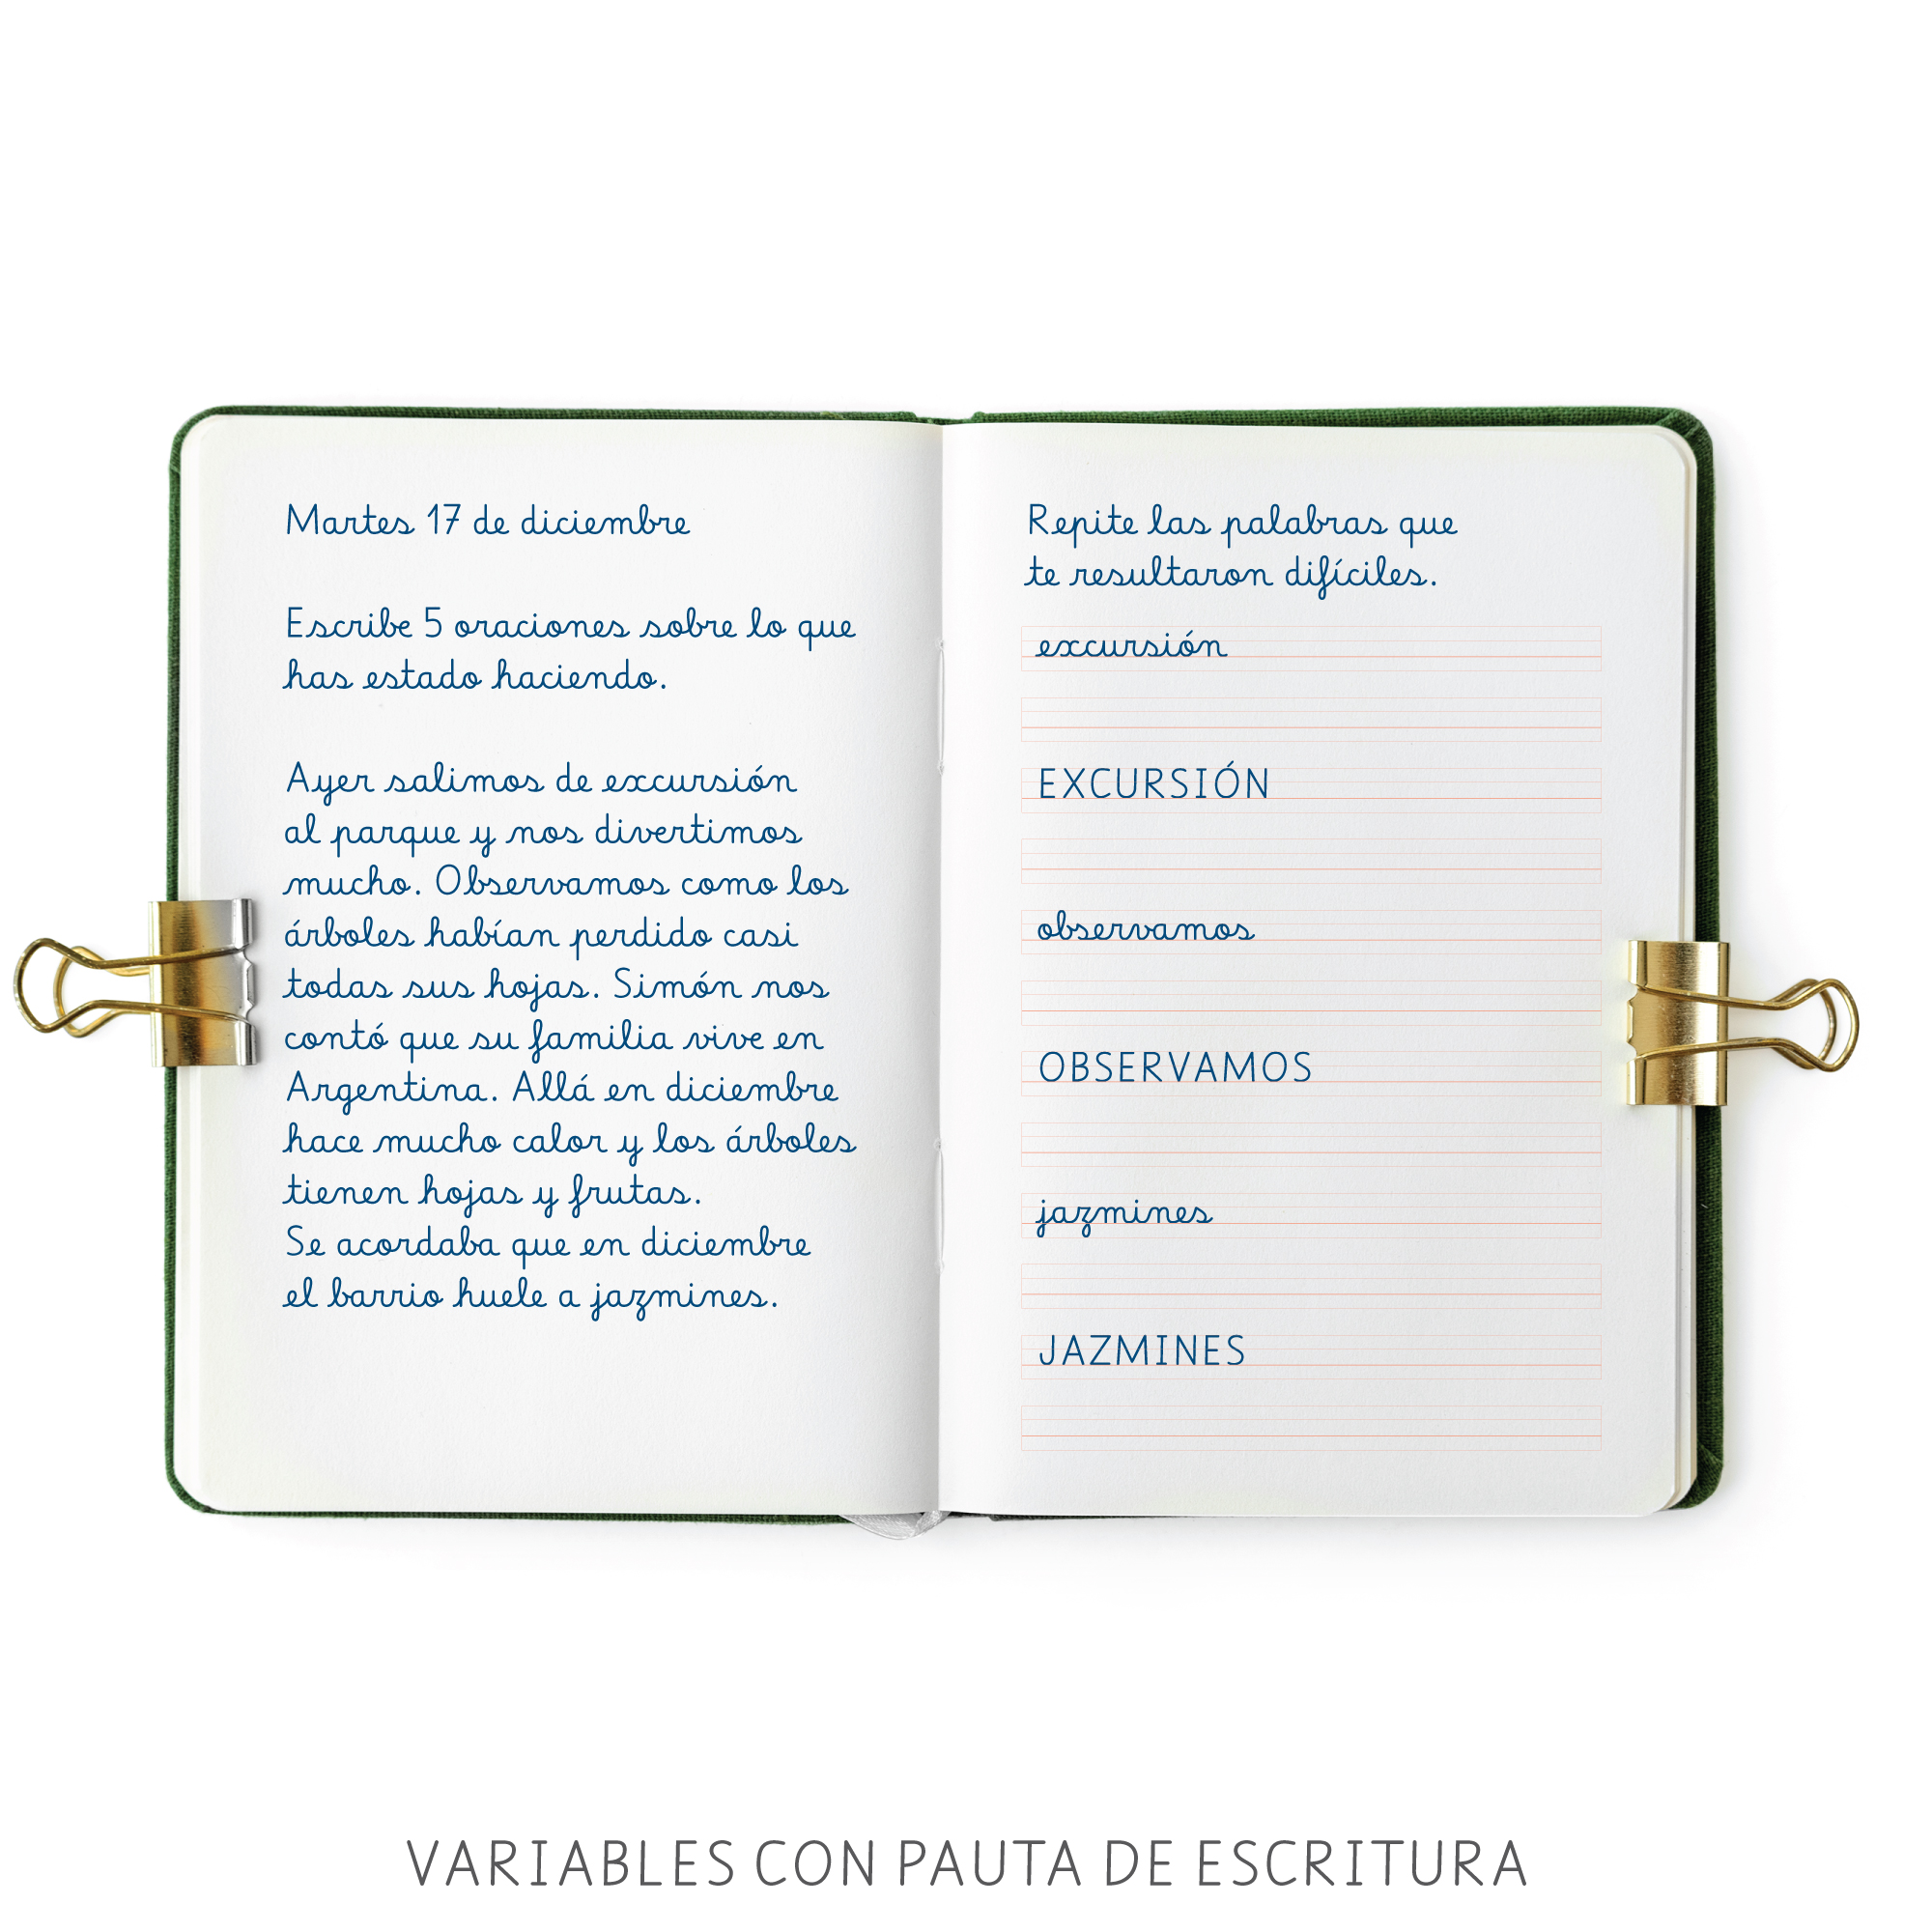 Martes 17 de diciembre
Escribe 5 oraciones sobre lo que
has estado haciendo.
Ayer salimos de excursión
al parque y nos divertimos
mucho. Observamos como los
árboles habían perdido casi
todas sus hojas. Simón nos
contó que su familia vive en
Argentina. Allá en diciembre
hace mucho calor y los árboles
tienen hojas y frutas.
Se acordaba que en diciembre
el barrio huele a jazmines.
Repite las palabras que
te resultaron difíciles.
excursión
EXCURSIÓN
observamos
OBSERVAMOS
jazmines
JAZMINES
VARIABLES CON PAUTA DE ESCRITURA